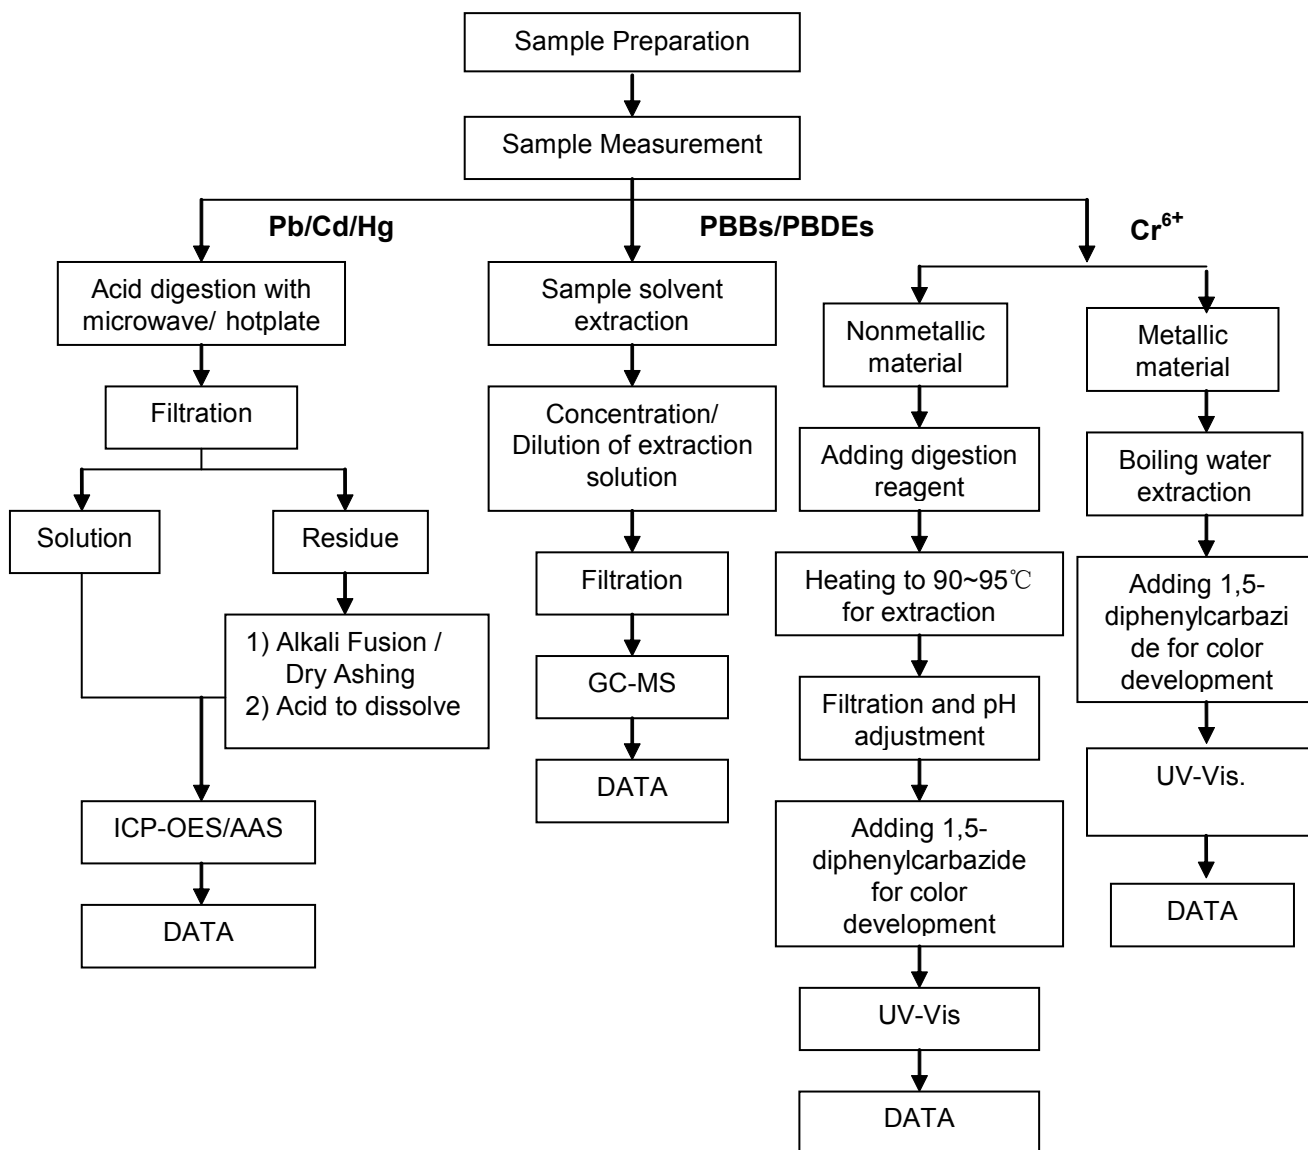 Sample Preparation
Sample Measurement
Pb/Cd/Hg
PBBs/PBDEs
Cr⁶⁺
Acid digestion with
microwave/ hotplate
Filtration
Solution
Residue
1) Alkali Fusion /
Dry Ashing
2) Acid to dissolve
ICP-OES/AAS
DATA
Sample solvent
extraction
Concentration/
Dilution of extraction
solution
Filtration
GC-MS
DATA
Nonmetallic
material
Adding digestion
reagent
Heating to 90~95℃
for extraction
Filtration and pH
adjustment
Adding 1,5-
diphenylcarbazide
for color
development
UV-Vis
DATA
Metallic
material
Boiling water
extraction
Adding 1,5-
diphenylcarbazi
de for color
development
UV-Vis.
DATA